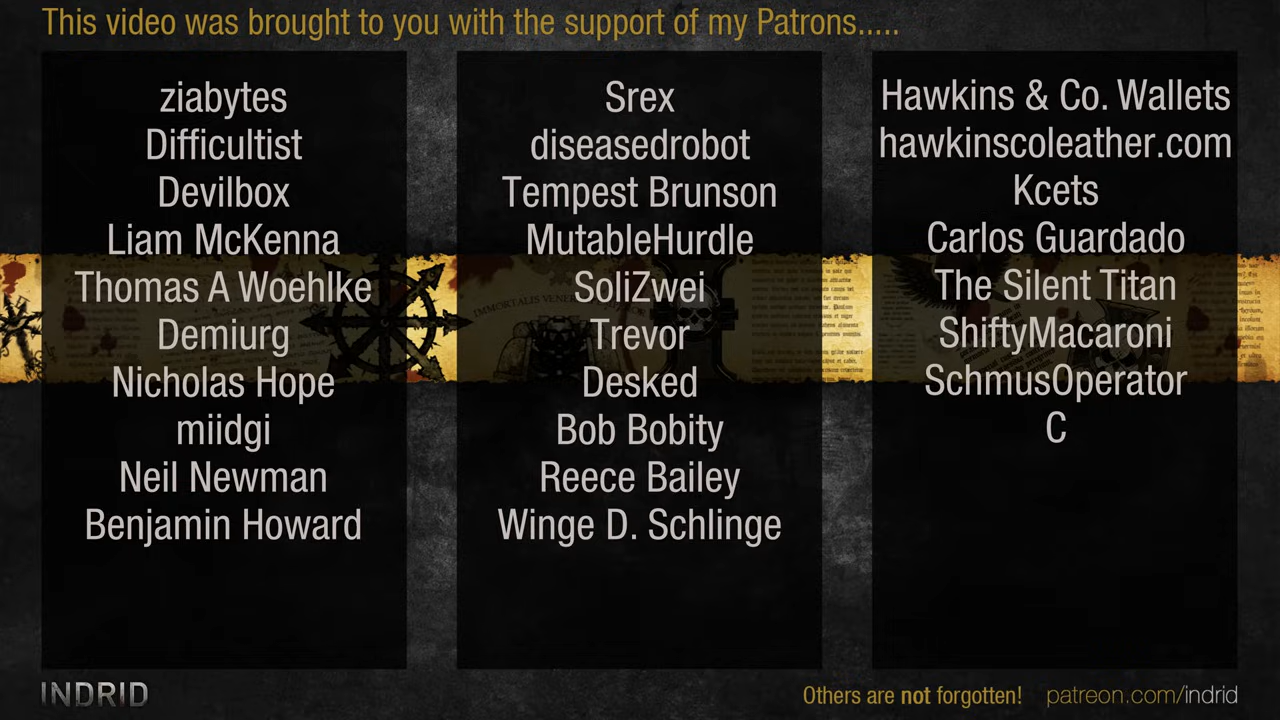 This video was brought to you with the support of my Patrons.....
ziabytes
Difficultist
Devilbox
Liam McKenna
Thomas A Woehlke
Demiurg
Nicholas Hope
miidgi
Neil Newman
Benjamin Howard
Srex
diseasedrobot
Tempest Brunson
MutableHurdle
SoliZwei
Trevor
Desked
Bob Bobity
Reece Bailey
Winge D. Schlinge
Hawkins & Co. Wallets
hawkinscoleather.com
Kcets
Carlos Guardado
The Silent Titan
ShiftyMacaroni
SchmusOperator
C
IMMORTALIS
INDRID
Others are not forgotten! patreon.com/indrid